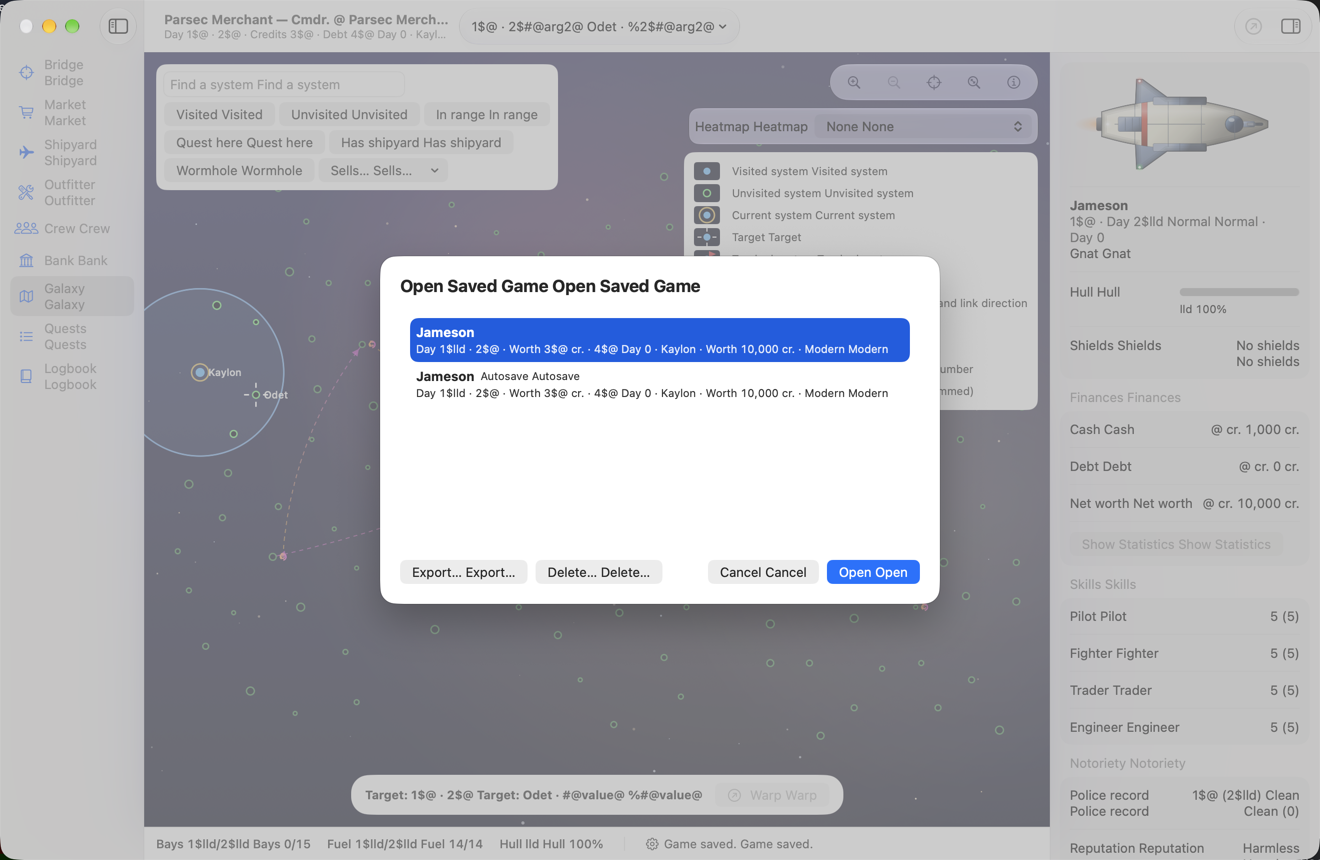 Parsec Merchant — Cmdr. @ Parsec Merch...
Day 1$@ · 2$@ · Credits 3$@ · Debt 4$@ Day 0 · Kayl...
1$@ · 2$#@arg2@ Odet · %2$#@arg2@
Bridge
Bridge
Market
Market
Shipyard
Shipyard
Outfitter
Outfitter
Crew Crew
Bank Bank
Galaxy
Galaxy
Quests
Quests
Logbook
Logbook
Find a system Find a system
Visited Visited
Unvisited Unvisited
In range In range
Quest here Quest here
Has shipyard Has shipyard
Wormhole Wormhole
Sells... Sells...
Heatmap Heatmap
None None
Visited system Visited system
Unvisited system Unvisited system
Current system Current system
Target Target
and link direction
Kaylon
Odet
Open Saved Game Open Saved Game
Jameson
Day 1$lld · 2$@ · Worth 3$@ cr. · 4$@ Day 0 · Kaylon · Worth 10,000 cr. · Modern Modern
Jameson Autosave Autosave
Day 1$lld · 2$@ · Worth 3$@ cr. · 4$@ Day 0 · Kaylon · Worth 10,000 cr. · Modern Modern
Export... Export...
Delete... Delete...
Cancel Cancel
Open Open
Target: 1$@ · 2$@ Target: Odet · #@value@ %#@value@
Warp Warp
Bays 1$lld/2$lld Bays 0/15
Fuel 1$lld/2$lld Fuel 14/14
Hull lld Hull 100%
Game saved. Game saved.
Jameson
1$@ · Day 2$lld Normal Normal ·
Day 0
Gnat Gnat
Hull Hull
lld 100%
Shields Shields
No shields
No shields
Finances Finances
Cash Cash
@ cr. 1,000 cr.
Debt Debt
@ cr. 0 cr.
Net worth Net worth
@ cr. 10,000 cr.
Show Statistics Show Statistics
Skills Skills
Pilot Pilot
5 (5)
Fighter Fighter
5 (5)
Trader Trader
5 (5)
Engineer Engineer
5 (5)
Notoriety Notoriety
Police record
Police record
1$@ (2$lld) Clean
Clean (0)
Reputation Reputation
Harmless